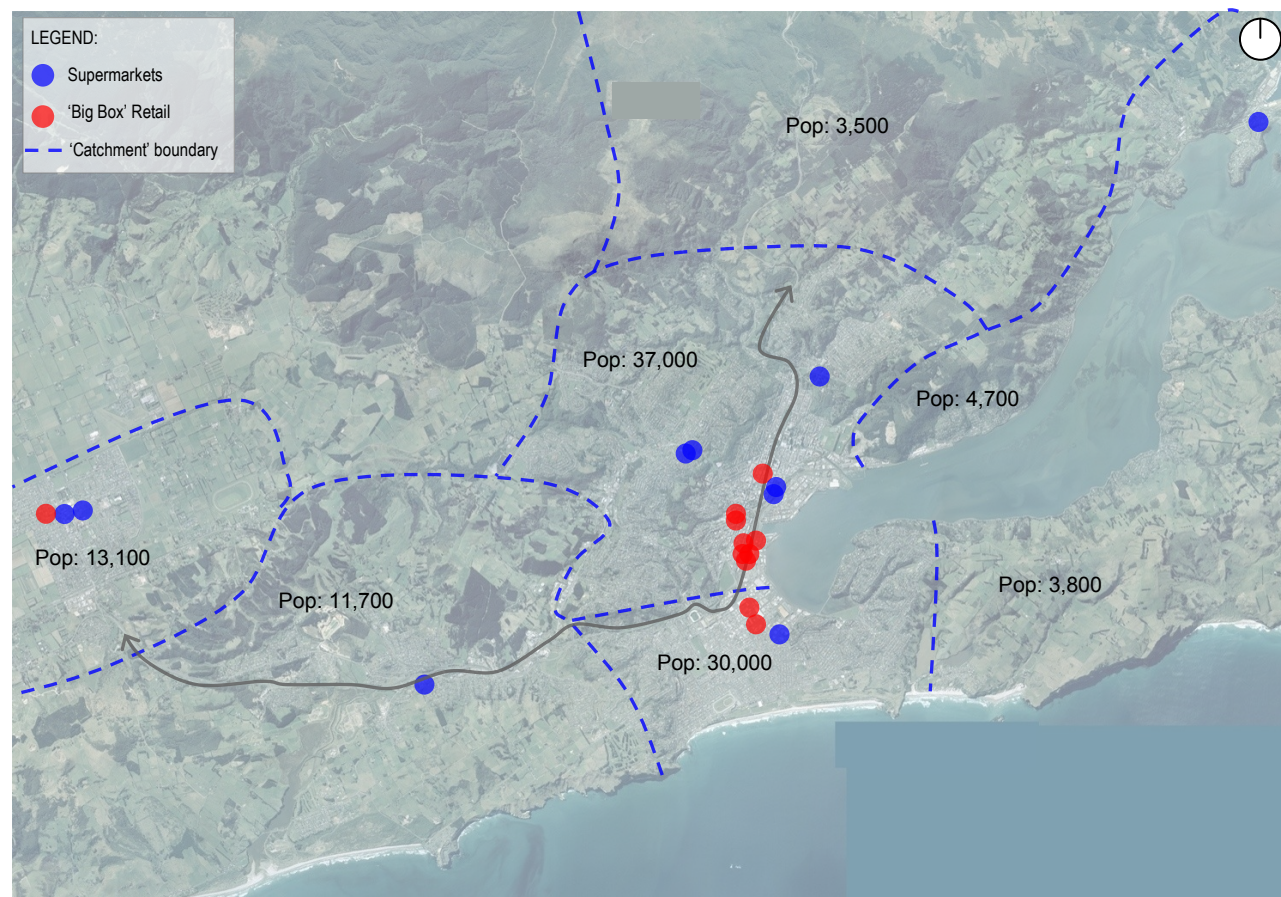 LEGEND:
Supermarkets
‘Big Box’ Retail
‘Catchment’ boundary
Pop: 3,500
Pop: 37,000
Pop: 4,700
Pop: 13,100
Pop: 11,700
Pop: 3,800
Pop: 30,000